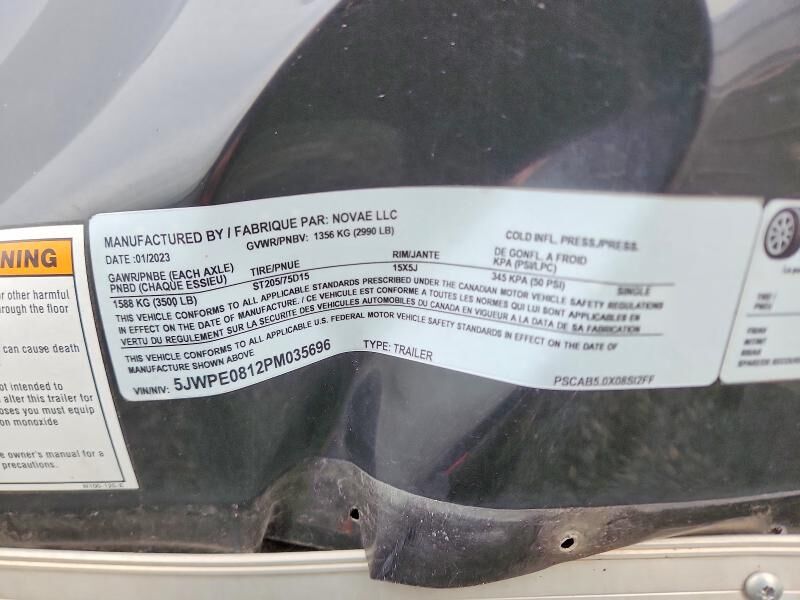 NING
r other harmful
hrough the floor
can cause death
not intended to
alter this trailer for
oses you must equip
on monoxide
e owner's manual for a
precautions.
MANUFACTURED BY / FABRIQUE PAR: NOVAE LLC
DATE :01/2023
GVWR/PNBV: 1356 KG (2990 LB)
GAWR/PNBE (EACH AXLE)
PNBD (CHAQUE ESSIEU)
TIRE/PNUE
RIM/JANTE
COLD INFL. PRESS./PRESS.
DE GONFL. A FROID
KPA (PSI/LPC)
1588 KG (3500 LB)
ST205/75D15
15X5J
345 KPA (50 PSI)
SINGLE
THIS VEHICLE CONFORMS TO ALL APPLICABLE STANDARDS PRESCRIBED UNDER THE CANADIAN MOTOR VEHICLE SAFETY REGULATIONS
IN EFFECT ON THE DATE OF MANUFACTURE. / CE VEHICULE EST CONFORME A TOUTES LES NORMES QUI LUI SONT APPLICABLES EN
VERTU DU REGULEMENT SUR LA SECURITE DES VEHICULES AUTOMOBILES DU CANADA EN VIGUEUR A LA DATA DE SA FABRICATION
THIS VEHICLE CONFORMS TO ALL APPLICABLE U.S. FEDERAL MOTOR VEHICLE SAFETY STANDARDS IN EFFECT ON THE DATE OF
MANUFACTURE SHOWN ABOVE
VIN/NIV: 5JWPE0812PM035696
TYPE: TRAILER
PSCAB5.0X08SI2FF